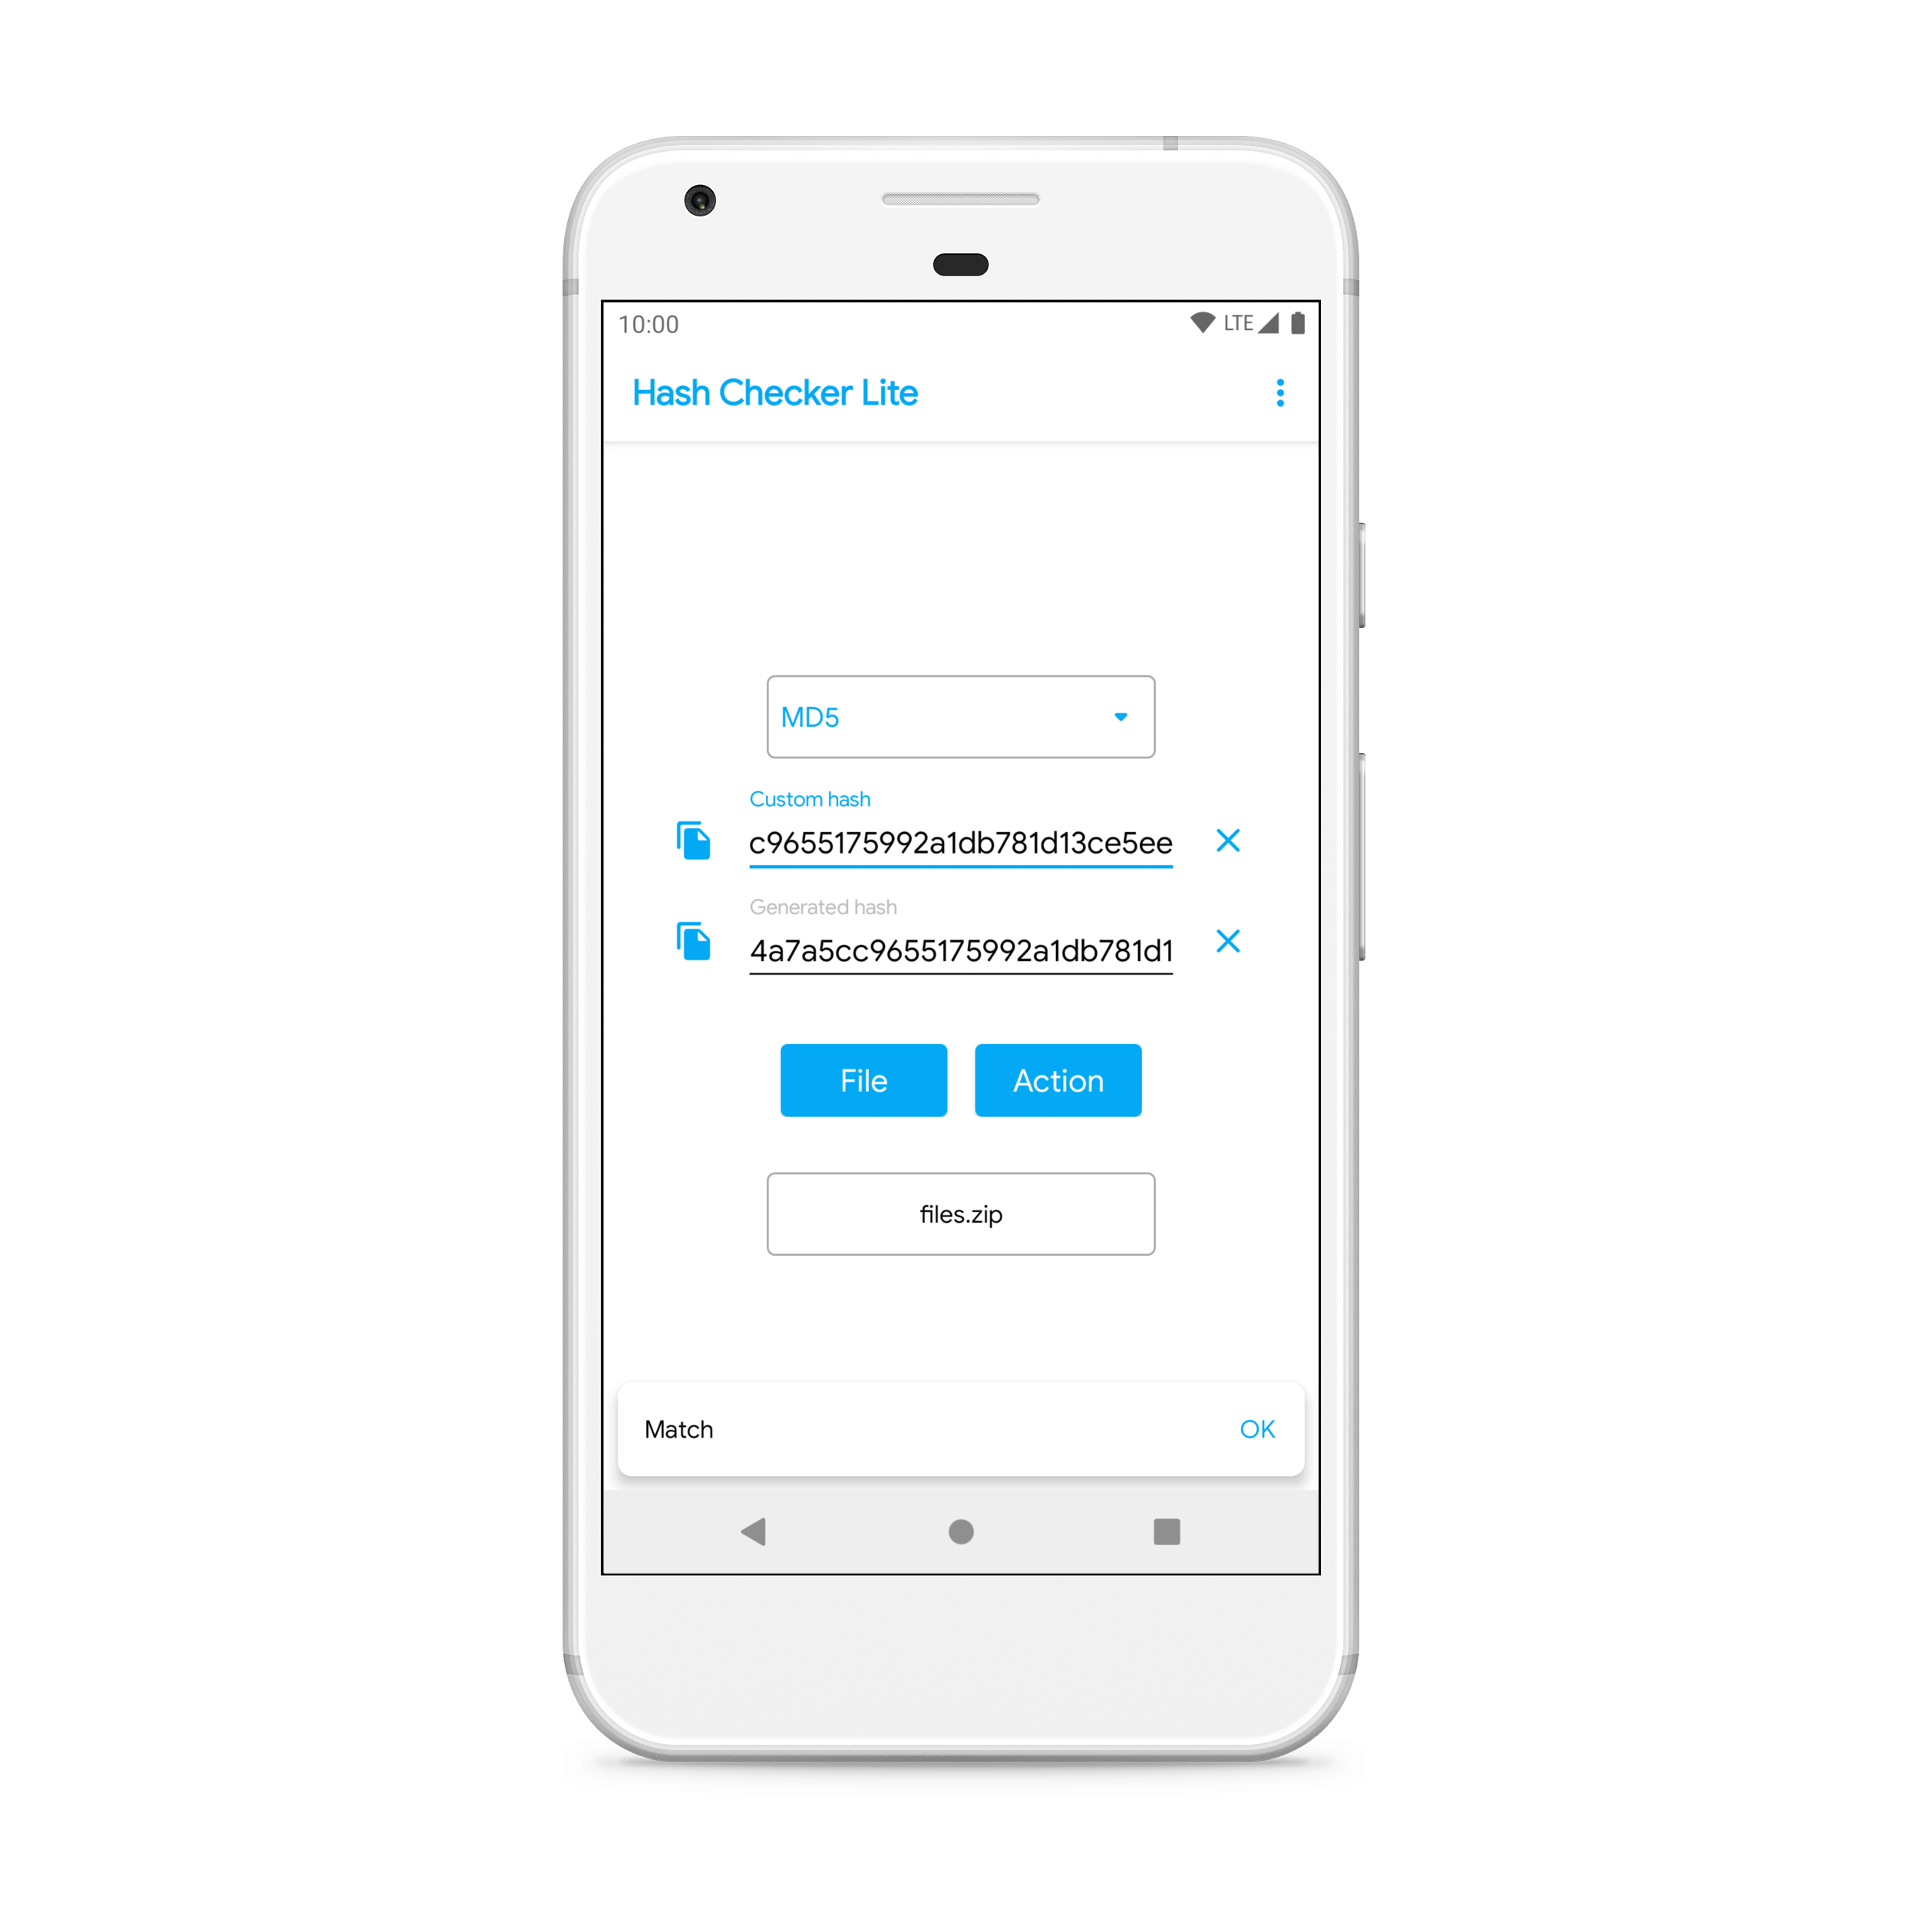 10:00 LTE
Hash Checker Lite
MD5
Custom hash
c9655175992a1db781d13ce5ee
Generated hash
4a7a5cc9655175992a1db781d1
File Action
files.zip
Match OK